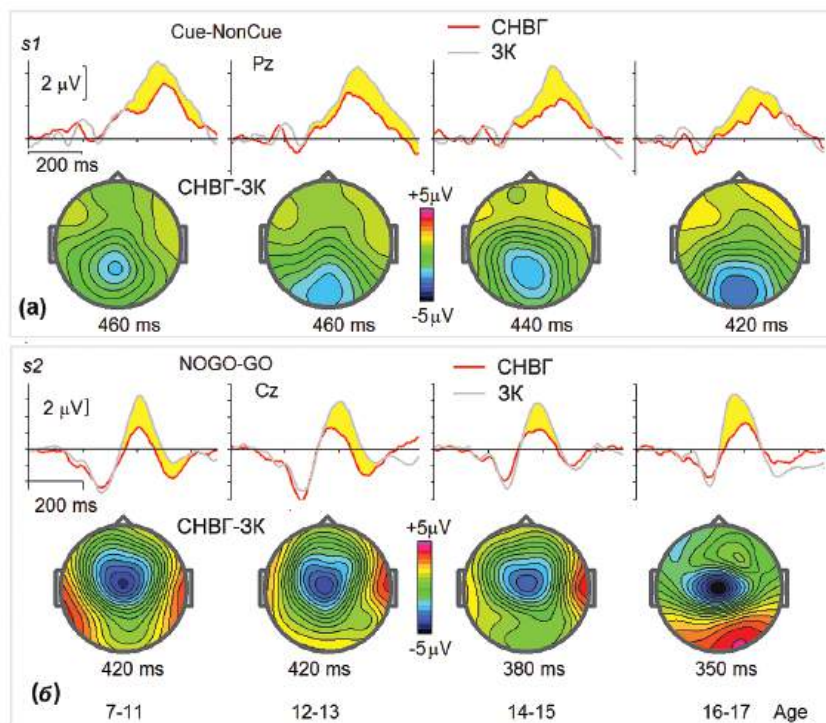 s1 Cue-NonCue СНВГ
Pz ЗК
2 µV
200 ms
СНВГ-ЗК +5µV
-5µV
(а)
460 ms 460 ms 440 ms 420 ms
s2 NOGO-GO СНВГ
Cz ЗК
2 µV
200 ms
СНВГ-ЗК +5µV
-5µV
420 ms 420 ms 380 ms 350 ms
(б)
7-11 12-13 14-15 16-17 Age